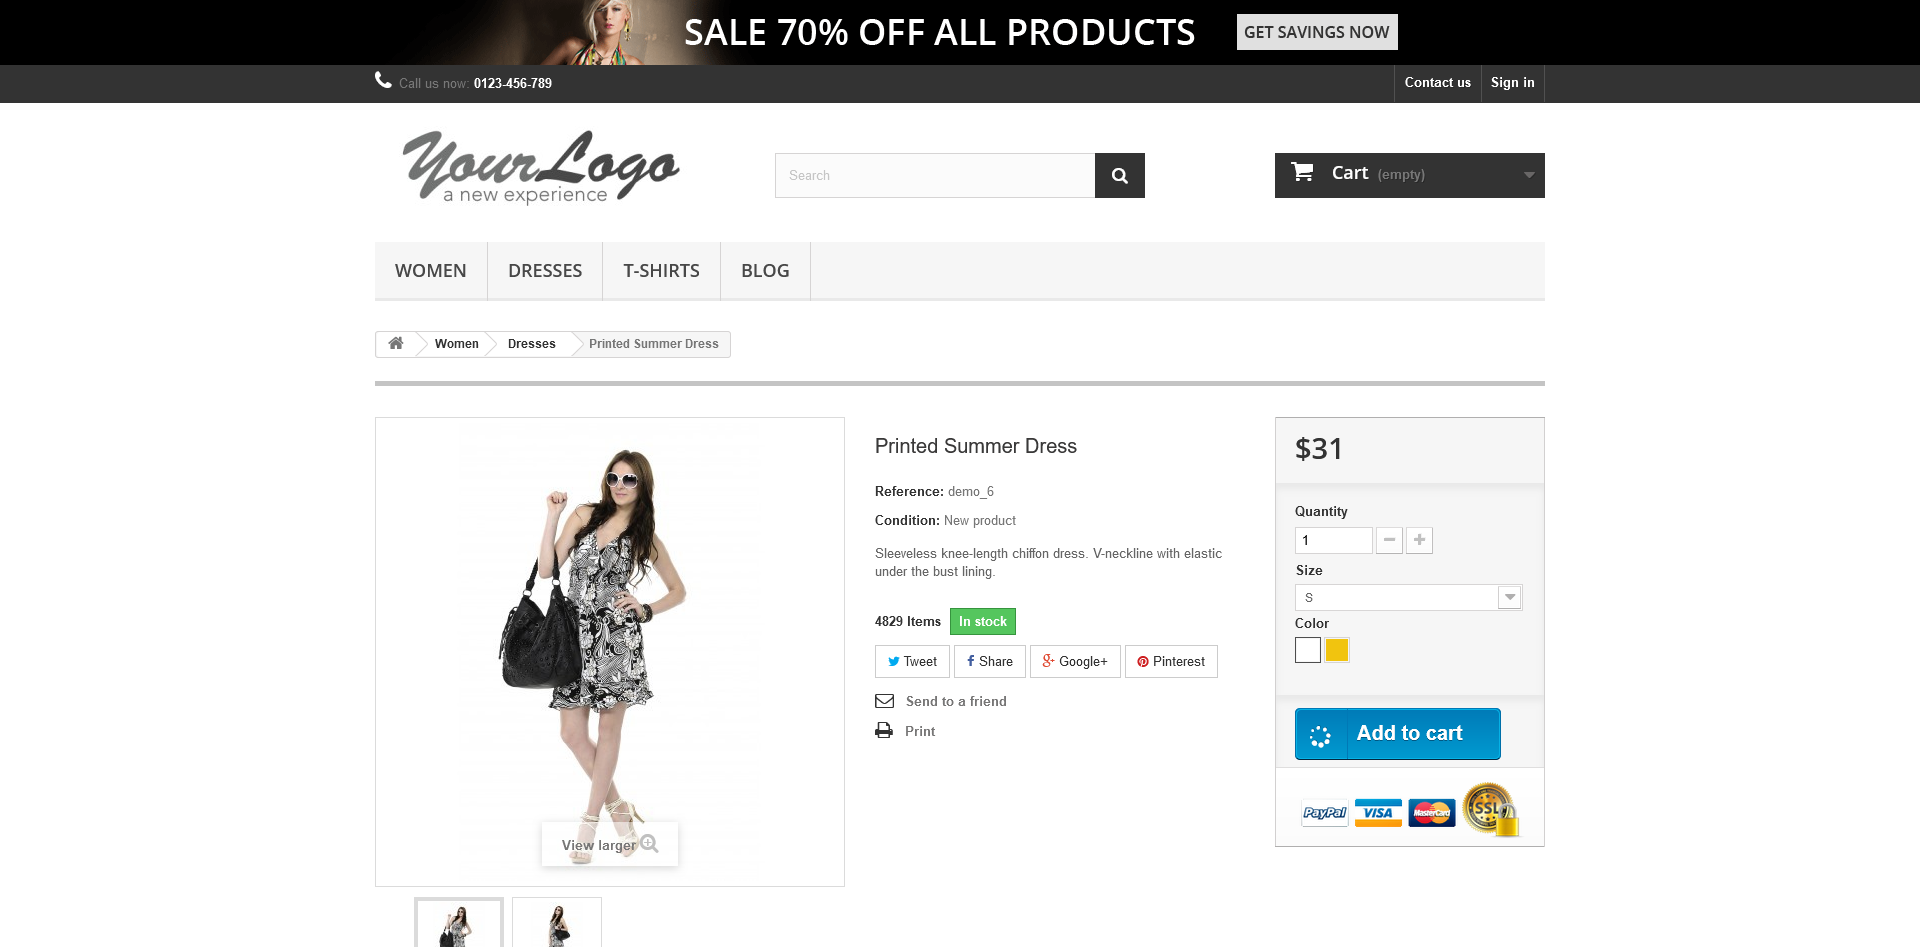 SALE 70% OFF ALL PRODUCTS
GET SAVINGS NOW
Call us now: 0123-456-789
Contact us
Sign in
YourLogo
a new experience
Search
Cart (empty)
WOMEN
DRESSES
T-SHIRTS
BLOG
Women
Dresses
Printed Summer Dress
View larger
Printed Summer Dress
Reference: demo_6
Condition: New product
Sleeveless knee-length chiffon dress. V-neckline with elastic
under the bust lining.
4829 Items
In stock
Tweet
Share
Google+
Pinterest
Send to a friend
Print
$31
Quantity
1
Size
S
Color
Add to cart
PayPal
VISA
MasterCard
SSL